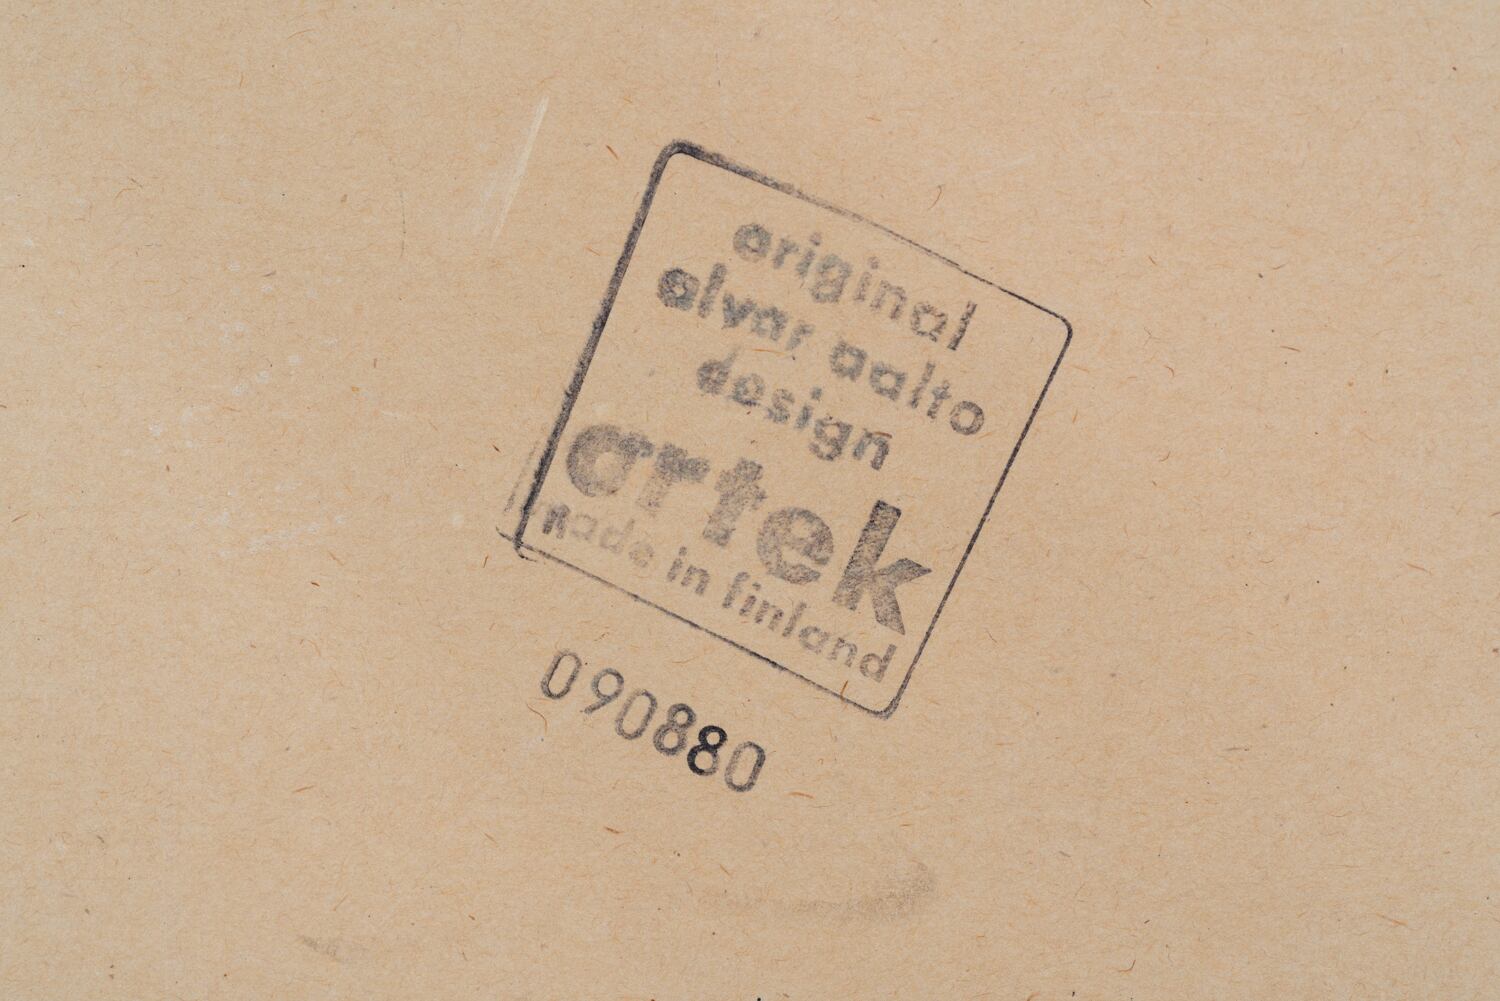 original
alvar aalto
design
artek
made in finland
090880